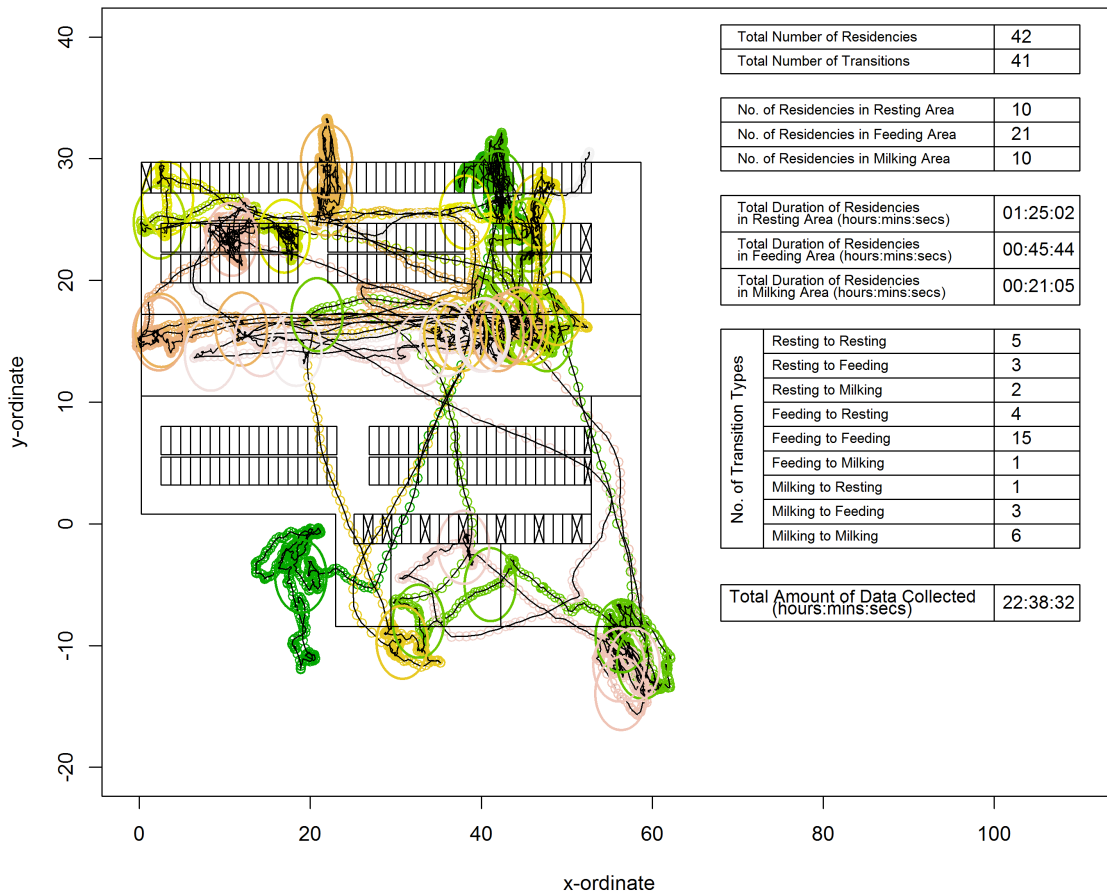 Total Number of Residencies 42
Total Number of Transitions 41
No. of Residencies in Resting Area 10
No. of Residencies in Feeding Area 21
No. of Residencies in Milking Area 10
Total Duration of Residencies
in Resting Area (hours:mins:secs) 01:25:02
Total Duration of Residencies
in Feeding Area (hours:mins:secs) 00:45:44
Total Duration of Residencies
in Milking Area (hours:mins:secs) 00:21:05
No. of Transition Types
Resting to Resting 5
Resting to Feeding 3
Resting to Milking 2
Feeding to Resting 4
Feeding to Feeding 15
Feeding to Milking 1
Milking to Resting 1
Milking to Feeding 3
Milking to Milking 6
Total Amount of Data Collected
(hours:mins:secs) 22:38:32
y-ordinate
40
30
20
10
0
-10
-20
0 20 40 60 80 100
x-ordinate